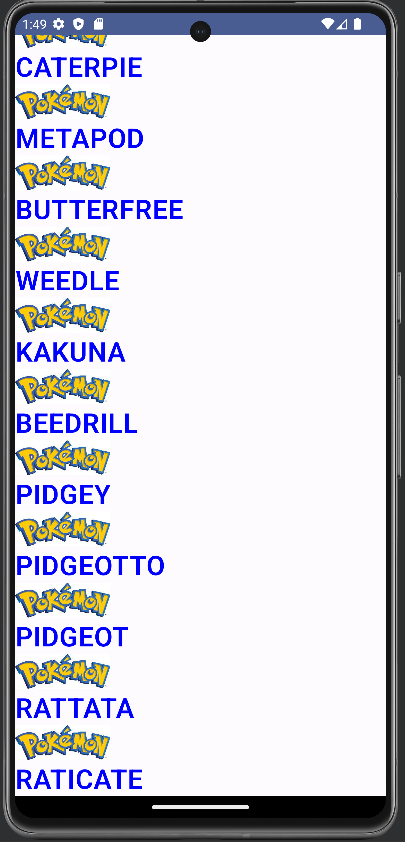 1:49
Pokémon
CATERPIE
Pokémon
METAPOD
Pokémon
BUTTERFREE
Pokémon
WEEDLE
Pokémon
KAKUNA
Pokémon
BEEDRILL
Pokémon
PIDGEY
Pokémon
PIDGEOTTO
Pokémon
PIDGEOT
Pokémon
RATTATA
Pokémon
RATICATE